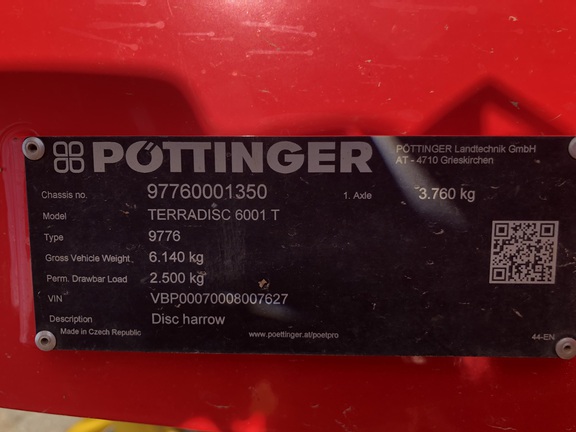 PÖTTINGER
PÖTTINGER Landtechnik GmbH
AT - 4710 Grieskirchen
Chassis no. 97760001350 1. Axle 3.760 kg
Model TERRADISC 6001 T
Type 9776
Gross Vehicle Weight 6.140 kg
Perm. Drawbar Load 2.500 kg
VIN VBP00070008007627
Description Disc harrow
Made in Czech Republic www.poettinger.at/poetpro 44-EN